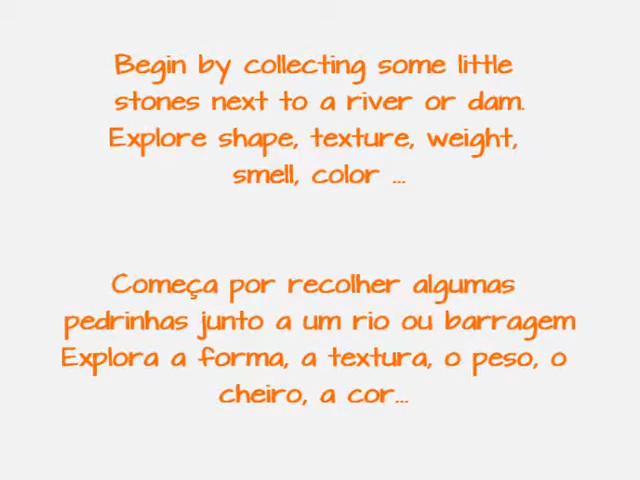 Begin by collecting some little
stones next to a river or dam.
Explore shape, texture, weight,
smell, color ...
Começa por recolher algumas
pedrinhas junto a um rio ou barragem
Explora a forma, a textura, o peso, o
cheiro, a cor...